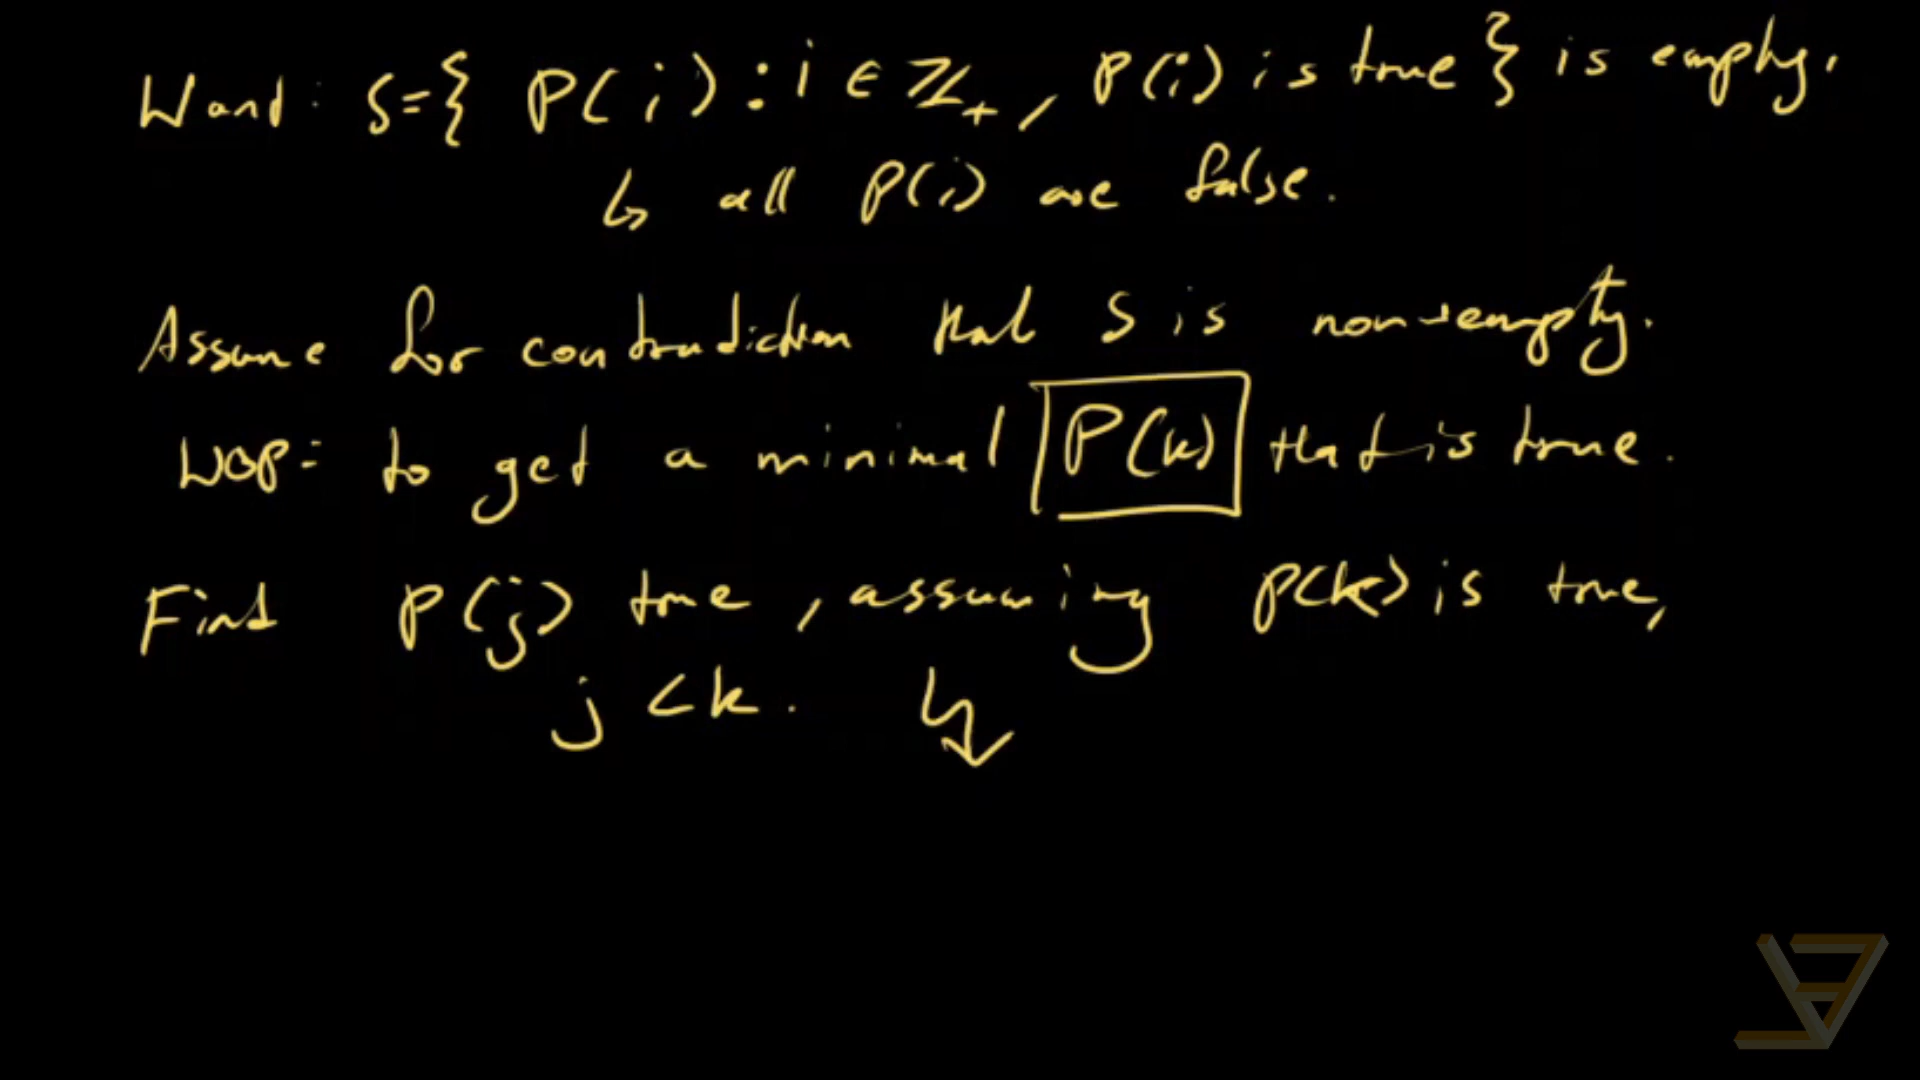 Want: S={ P(i) : i ∈ ℤ₊, P(i) is true } is empty.
↳ all P(i) are false.
Assume for contradiction that S is non-empty.
WOP: to get a minimal P(k) that is true.
Find P(j) true, assuming P(k) is true,
j < k. ↯